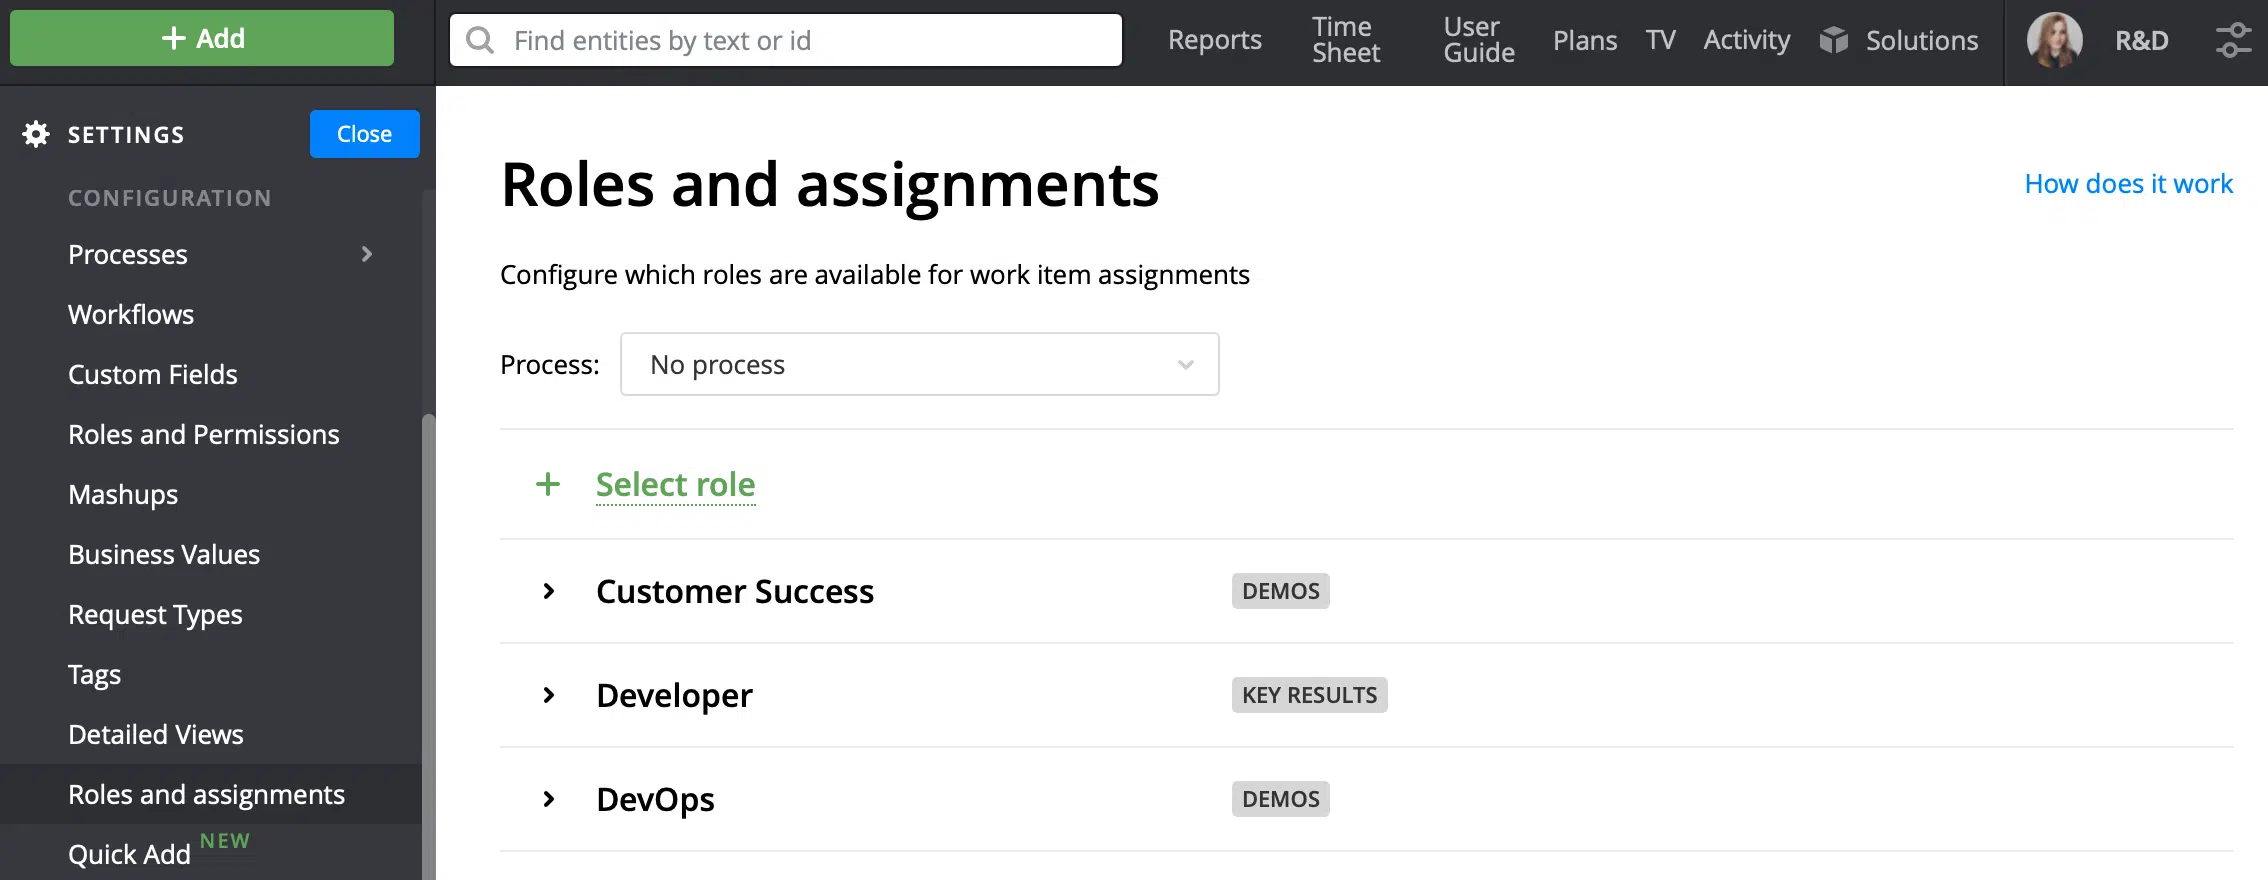 Add
Find entities by text or id
Reports
Time
Sheet
User
Guide
Plans
TV
Activity
Solutions
R&D
SETTINGS
Close
CONFIGURATION
Processes
Workflows
Custom Fields
Roles and Permissions
Mashups
Business Values
Request Types
Tags
Detailed Views
Roles and assignments
Quick Add NEW
Roles and assignments
How does it work
Configure which roles are available for work item assignments
Process: No process
+ Select role
Customer Success DEMOS
Developer KEY RESULTS
DevOps DEMOS